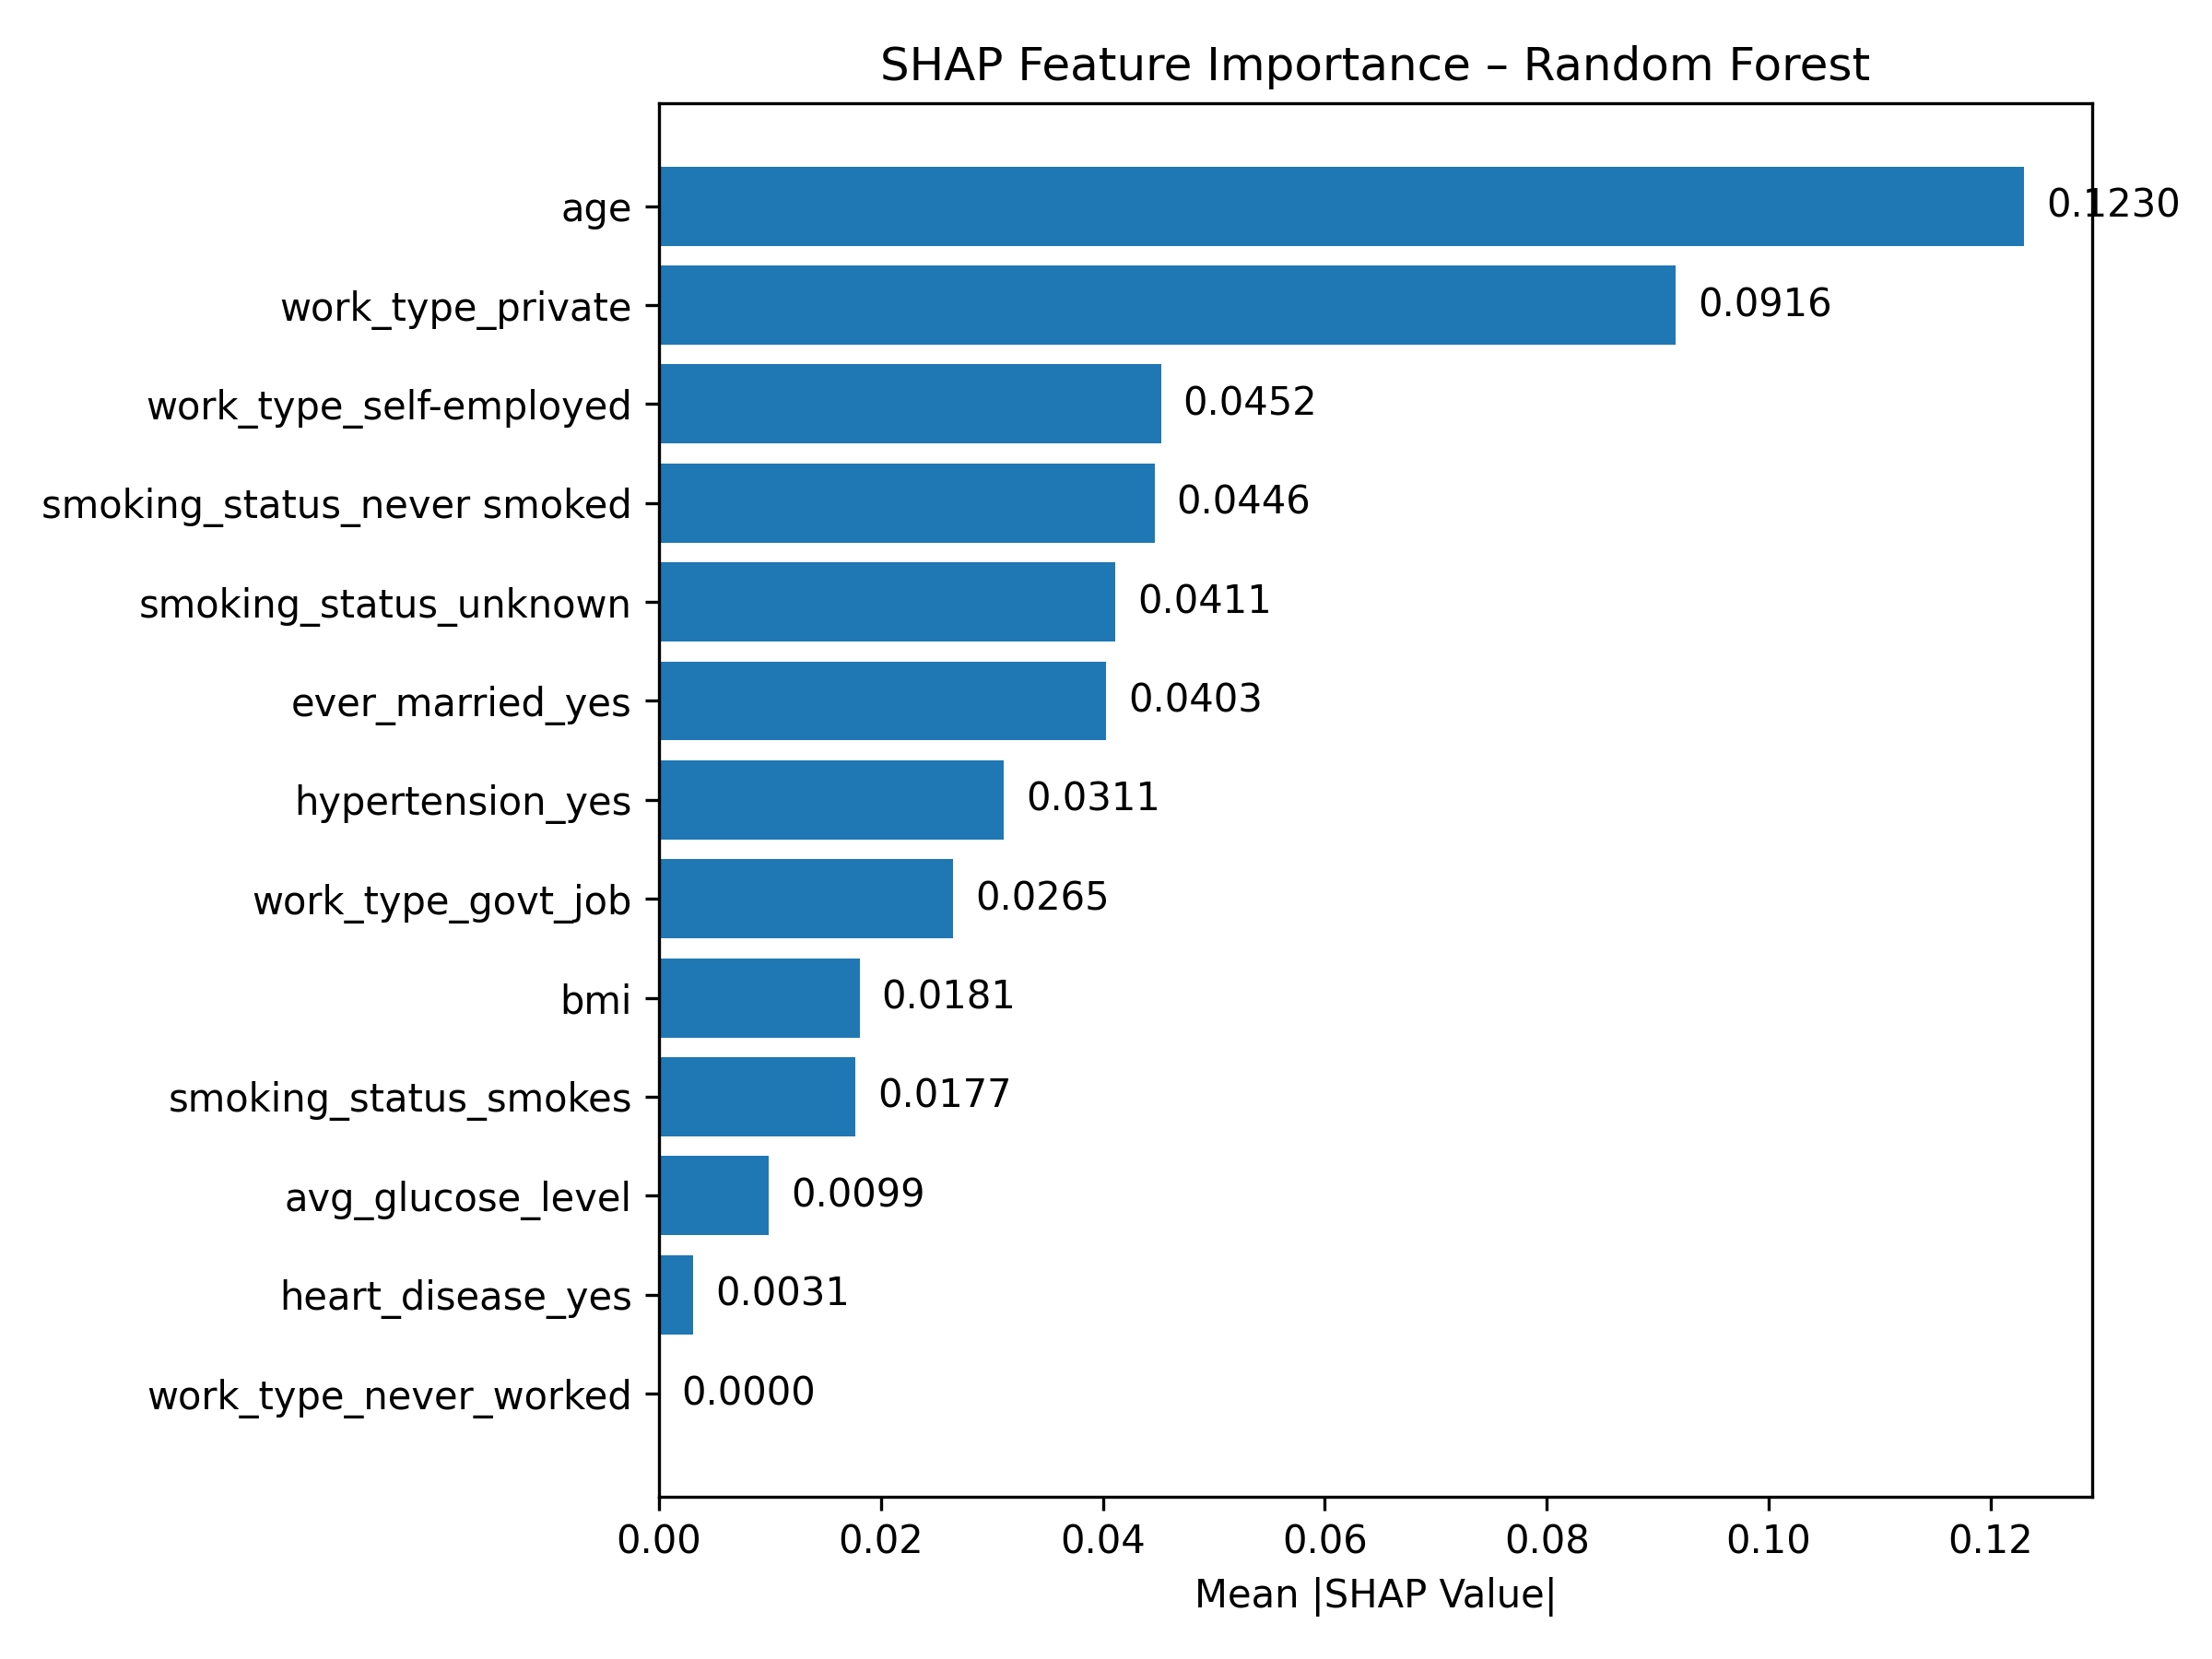 SHAP Feature Importance – Random Forest
age 0.1230
work_type_private 0.0916
work_type_self-employed 0.0452
smoking_status_never smoked 0.0446
smoking_status_unknown 0.0411
ever_married_yes 0.0403
hypertension_yes 0.0311
work_type_govt_job 0.0265
bmi 0.0181
smoking_status_smokes 0.0177
avg_glucose_level 0.0099
heart_disease_yes 0.0031
work_type_never_worked 0.0000
0.00 0.02 0.04 0.06 0.08 0.10 0.12
Mean |SHAP Value|